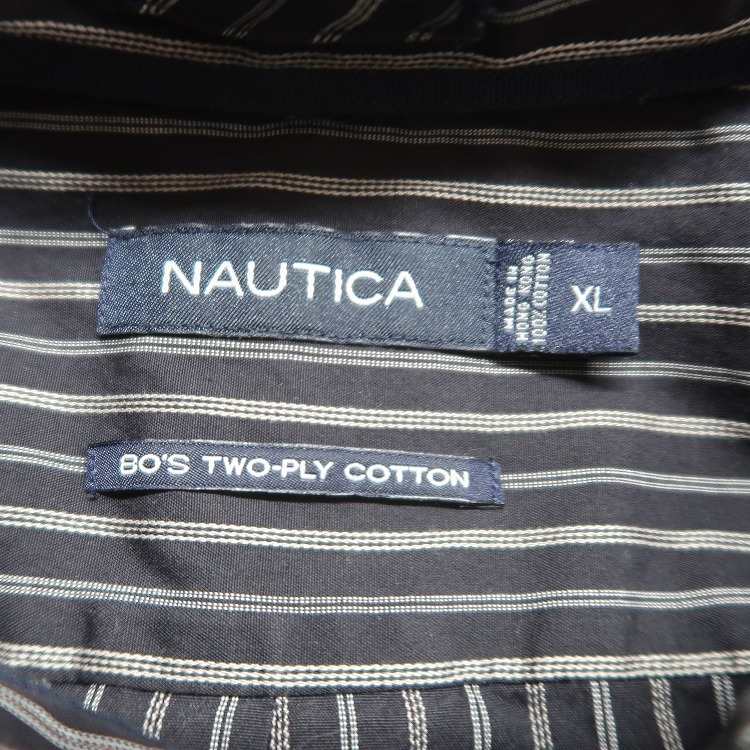 NAUTICA
MADE IN
HONG KONG
100% COTTON
XL
80'S TWO-PLY COTTON